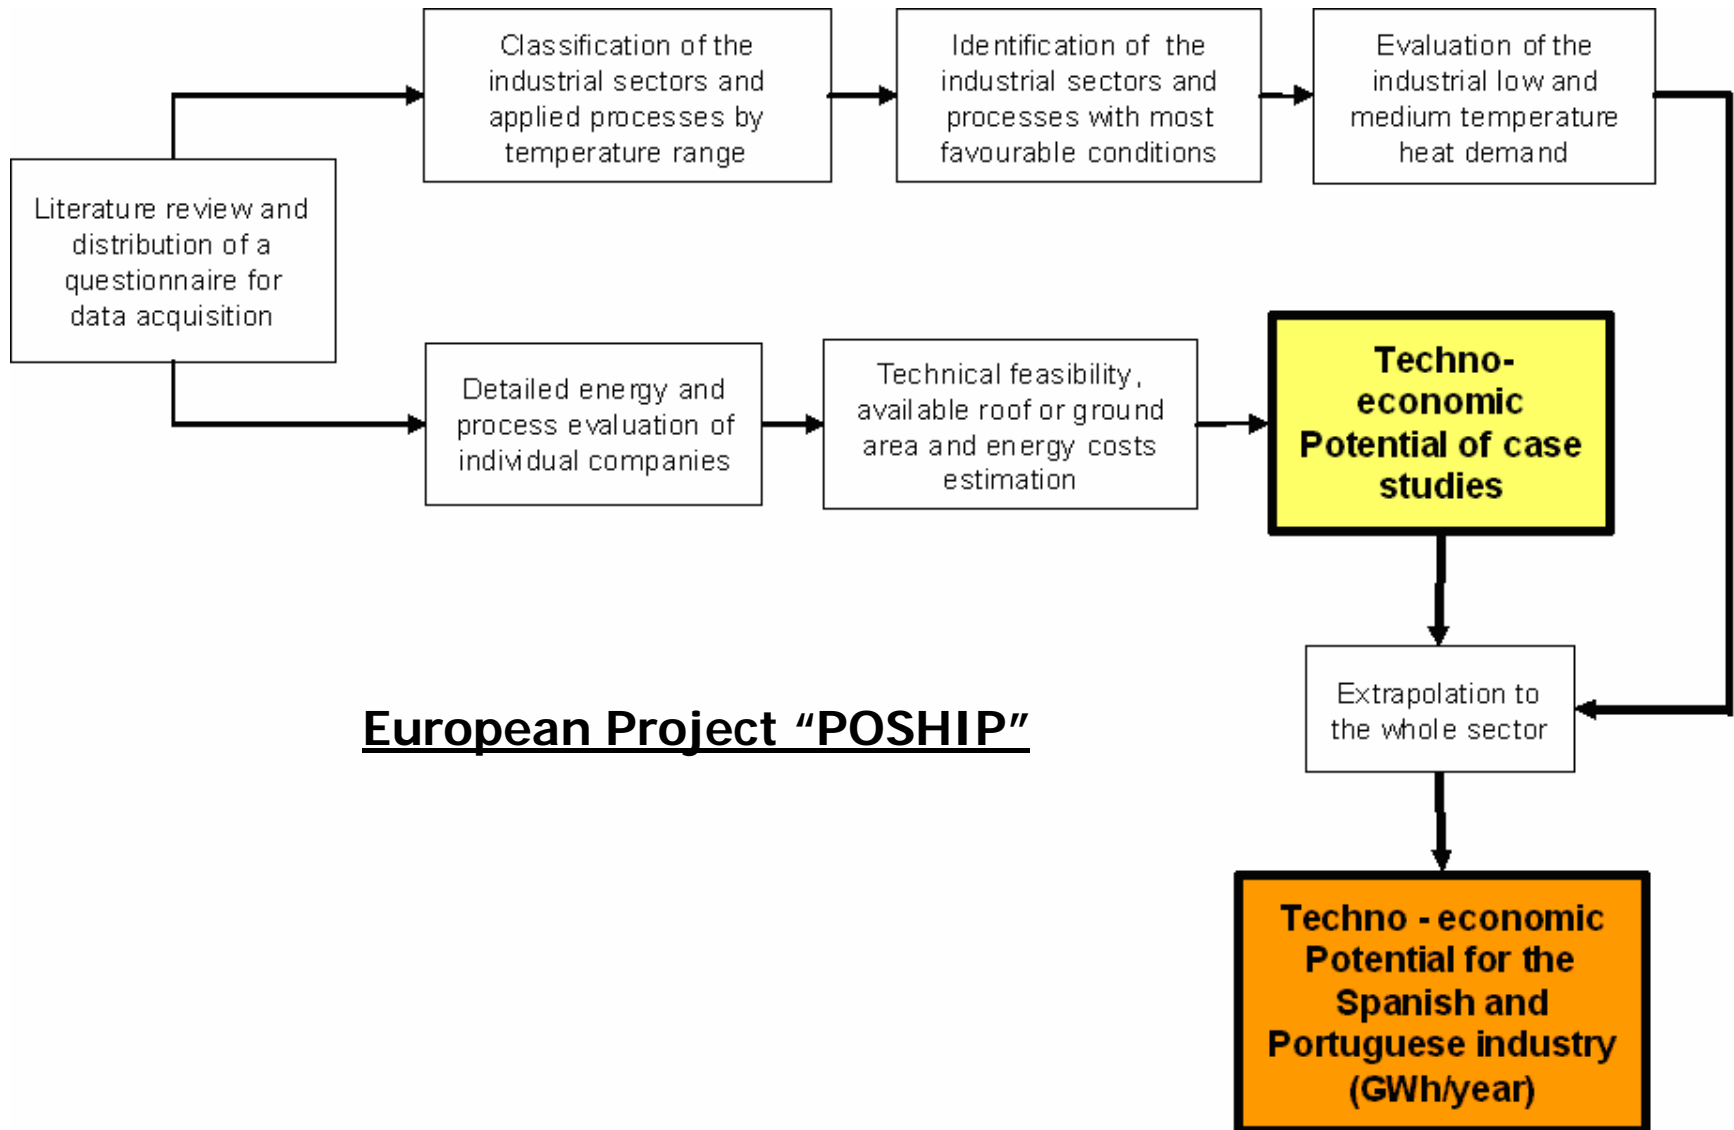 Classification of the
industrial sectors and
applied processes by
temperature range
Identification of the
industrial sectors and
processes with most
favourable conditions
Evaluation of the
industrial low and
medium temperature
heat demand
Literature review and
distribution of a
questionnaire for
data acquisition
Detailed energy and
process evaluation of
individual companies
Technical feasibility,
available roof or ground
area and energy costs
estimation
Techno-
economic
Potential of case
studies
Extrapolation to
the whole sector
European Project “POSHIP”
Techno - economic
Potential for the
Spanish and
Portuguese industry
(GWh/year)